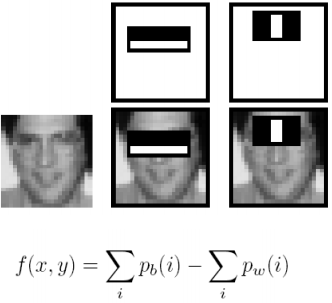 f(x, y) = ∑_i p_b(i) − ∑_i p_w(i)